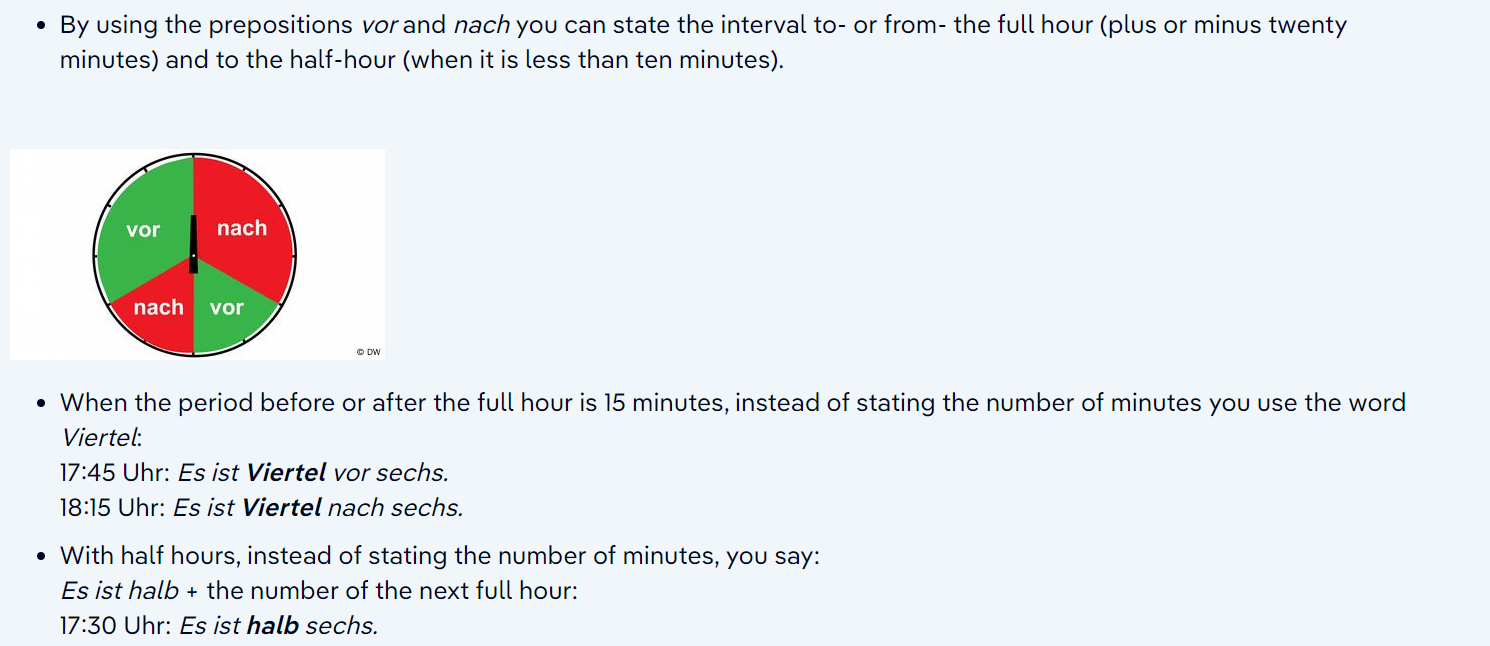 • By using the prepositions vor and nach you can state the interval to- or from- the full hour (plus or minus twenty
minutes) and to the half-hour (when it is less than ten minutes).
vor
nach
nach
vor
© DW
• When the period before or after the full hour is 15 minutes, instead of stating the number of minutes you use the word
Viertel:
17:45 Uhr: Es ist Viertel vor sechs.
18:15 Uhr: Es ist Viertel nach sechs.
• With half hours, instead of stating the number of minutes, you say:
Es ist halb + the number of the next full hour:
17:30 Uhr: Es ist halb sechs.